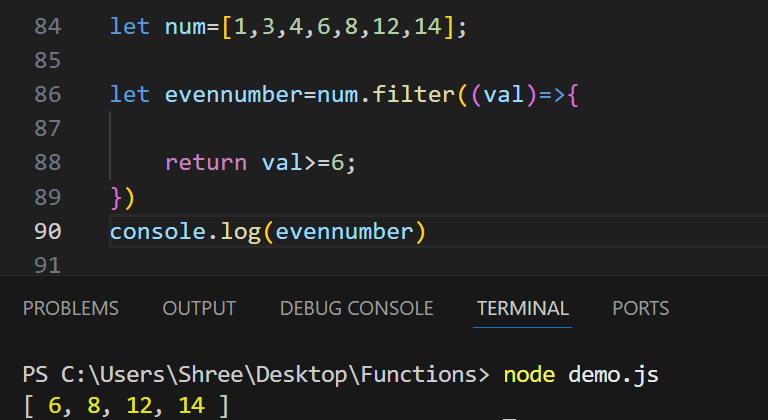 84 let num=[1,3,4,6,8,12,14];
85
86 let evennumber=num.filter((val)=>{
87
88 return val>=6;
89 })
90 console.log(evennumber)
91
PROBLEMS OUTPUT DEBUG CONSOLE TERMINAL PORTS
PS C:\Users\Shree\Desktop\Functions> node demo.js
[ 6, 8, 12, 14 ]